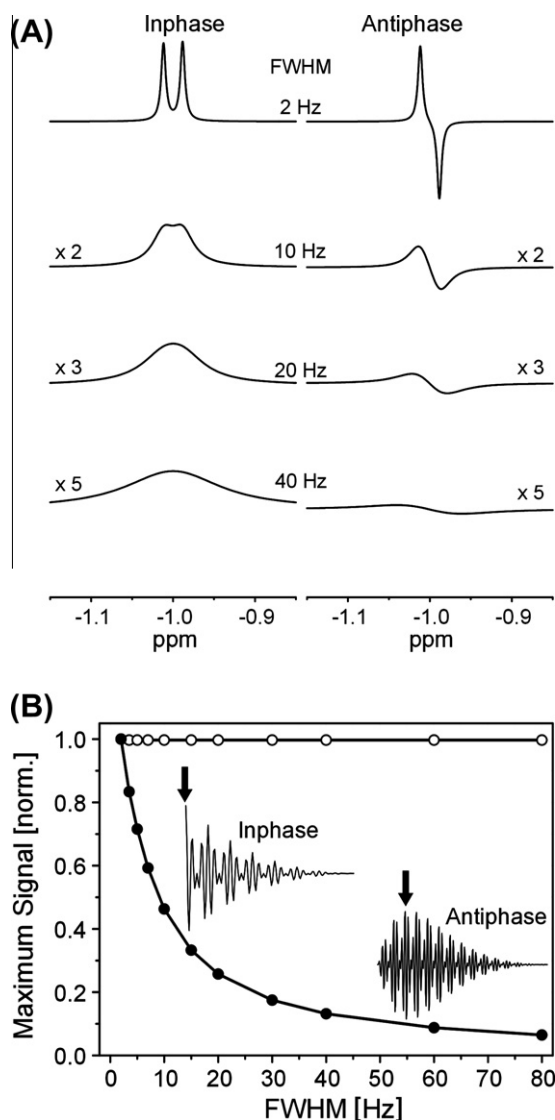 (A)
Inphase Antiphase
FWHM
2 Hz
x 2 10 Hz x 2
x 3 20 Hz x 3
x 5 40 Hz x 5
-1.1 -1.0 -0.9 -1.1 -1.0 -0.9
ppm ppm
(B)
Maximum Signal [norm.]
1.0
0.8
0.6
0.4
0.2
0.0
Inphase
Antiphase
0 10 20 30 40 50 60 70 80
FWHM [Hz]